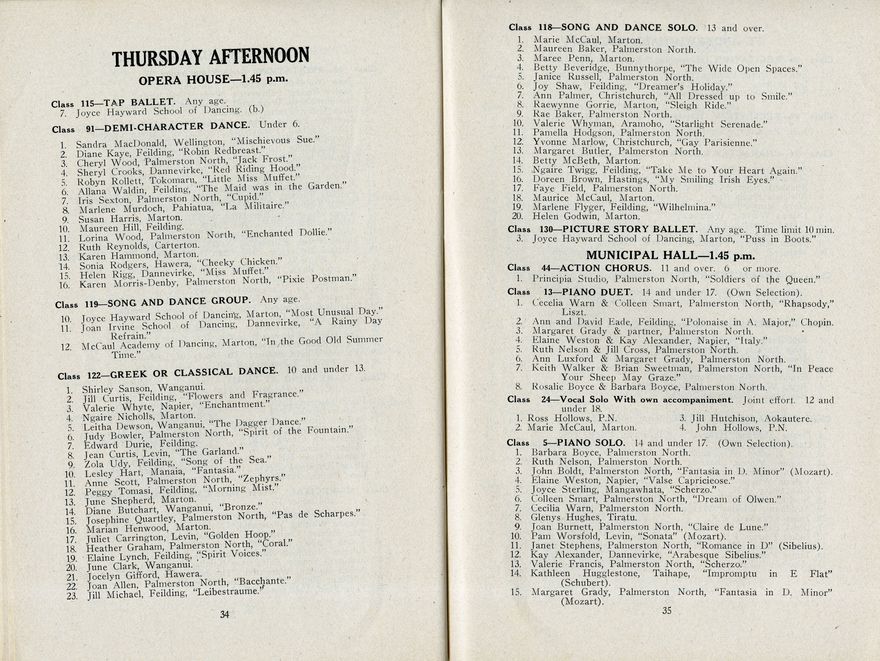 THURSDAY AFTERNOON
OPERA HOUSE—1.45 p.m.
Class 115—TAP BALLET. Any age.
7. Joyce Hayward School of Dancing. (b.)
Class 91—DEMI-CHARACTER DANCE. Under 6.
1. Sandra MacDonald, Wellington, "Mischievous Sue."
2. Diane Kaye, Feilding, "Robin Redbreast."
3. Cheryl Wood, Palmerston North, "Jack Frost."
4. Sheryl Crooks, Dannevirke, "Red Riding Hood."
5. Robyn Rollett, Tokomaru, "Little Miss Muffet."
6. Allana Waldin, Feilding, "The Maid was in the Garden."
7. Iris Sexton, Palmerston North, "Cupid."
8. Marlene Murdoch, Pahiatua, "La Militaire."
9. Susan Harris, Marton.
10. Maureen Hill, Feilding.
11. Lorina Wood, Palmerston North, "Enchanted Dollie."
12. Ruth Reynolds, Carterton.
13. Karen Hammond, Marton.
14. Sonia Rodgers, Hawera, "Cheeky Chicken."
15. Helen Rigg, Dannevirke, "Miss Muffet."
16. Karen Morris-Denby, Palmerston North, "Pixie Postman."
Class 119—SONG AND DANCE GROUP. Any age.
10. Joyce Hayward School of Dancing, Marton, "Most Unusual Day."
11. Joan Irvine School of Dancing, Dannevirke, "A Rainy Day
Refrain."
12. McCaul Academy of Dancing, Marton, "In the Good Old Summer
Time."
Class 122—GREEK OR CLASSICAL DANCE. 10 and under 13.
1. Shirley Sanson, Wanganui.
2. Jill Curtis, Feilding, "Flowers and Fragrance."
3. Valerie Whyte, Napier, "Enchantment."
4. Ngaire Nicholls, Marton.
5. Leitha Dewson, Wanganui, "The Dagger Dance."
6. Judy Bowler, Palmerston North, "Spirit of the Fountain."
7. Edward Durie, Feilding.
8. Jean Curtis, Levin, "The Garland."
9. Zola Udy, Feilding, "Song of the Sea."
10. Lesley Hart, Manaia, "Fantasia."
11. Anne Scott, Palmerston North, "Zephyrs."
12. Peggy Tomasi, Feilding, "Morning Mist."
13. June Shepherd, Marton.
14. Diane Butchart, Wanganui, "Bronze."
15. Josephine Quartley, Palmerston North, "Pas de Scharpes."
16. Marian Henwood, Marton.
17. Juliet Carrington, Levin, "Golden Hoop."
18. Heather Graham, Palmerston North, "Coral."
19. Elaine Lynch, Feilding, "Spirit Voices."
20. June Clark, Wanganui.
21. Jocelyn Gifford, Hawera.
22. Joan Allen, Palmerston North, "Bacchante."
23. Jill Michael, Feilding, "Leibestraume."
34
Class 118—SONG AND DANCE SOLO. 13 and over.
1. Marie McCaul, Marton.
2. Maureen Baker, Palmerston North.
3. Maree Penn, Marton.
4. Betty Beveridge, Bunnythorpe, "The Wide Open Spaces."
5. Janice Russell, Palmerston North.
6. Joy Shaw, Feilding, "Dreamer's Holiday."
7. Ann Palmer, Christchurch, "All Dressed up to Smile."
8. Raewynne Gorrie, Marton, "Sleigh Ride."
9. Rae Baker, Palmerston North.
10. Valerie Whyman, Aramoho, "Starlight Serenade."
11. Pamella Hodgson, Palmerston North.
12. Yvonne Marlow, Christchurch, "Gay Parisienne."
13. Margaret Butler, Palmerston North.
14. Betty McBeth, Marton.
15. Ngaire Twigg, Feilding, "Take Me to Your Heart Again."
16. Doreen Brown, Hastings, "My Smiling Irish Eyes."
17. Faye Field, Palmerston North.
18. Maurice McCaul, Marton.
19. Marlene Flyger, Feilding, "Wilhelmina."
20. Helen Godwin, Marton.
Class 130—PICTURE STORY BALLET. Any age. Time limit 10 min.
3. Joyce Hayward School of Dancing, Marton, "Puss in Boots."
MUNICIPAL HALL—1.45 p.m.
Class 44—ACTION CHORUS. 11 and over. 6 or more.
1. Principia Studio, Palmerston North, "Soldiers of the Queen."
Class 13—PIANO DUET. 14 and under 17. (Own Selection).
1. Cecelia Warn & Colleen Smart, Palmerston North, "Rhapsody,"
Liszt.
2. Ann and David Eade, Feilding, "Polonaise in A. Major," Chopin.
3. Margaret Grady & partner, Palmerston North.
4. Elaine Weston & Kay Alexander, Napier, "Italy."
5. Ruth Nelson & Jill Cross, Palmerston North.
6. Ann Luxford & Margaret Grady, Palmerston North.
7. Keith Walker & Brian Sweetman, Palmerston North, "In Peace
Your Sheep May Graze."
8. Rosalie Boyce & Barbara Boyce, Palmerston North.
Class 24—Vocal Solo With own accompaniment. Joint effort. 12 and
under 18.
1. Ross Hollows, P.N. 3. Jill Hutchison, Aokautere.
2. Marie McCaul, Marton. 4. John Hollows, P.N.
Class 5—PIANO SOLO. 14 and under 17. (Own Selection).
1. Barbara Boyce, Palmerston North.
2. Ruth Nelson, Palmerston North.
3. John Boldt, Palmerston North, "Fantasia in D. Minor" (Mozart).
4. Elaine Weston, Napier, "Valse Capricieose."
5. Joyce Sterling, Mangawhata, "Scherzo."
6. Colleen Smart, Palmerston North, "Dream of Olwen."
7. Cecilia Warn, Palmerston North.
8. Glenys Hughes, Tiratu.
9. Joan Burnett, Palmerston North, "Claire de Lune."
10. Pam Worsfold, Levin, "Sonata" (Mozart).
11. Janet Stephens, Palmerston North, "Romance in D" (Sibelius).
12. Kay Alexander, Dannevirke, "Arabesque Sibelius."
13. Valerie Francis, Palmerston North, "Scherzo."
14. Kathleen Hugglestone, Taihape, "Impromptu in E Flat"
(Schubert).
15. Margaret Grady, Palmerston North, "Fantasia in D. Minor"
(Mozart).
35